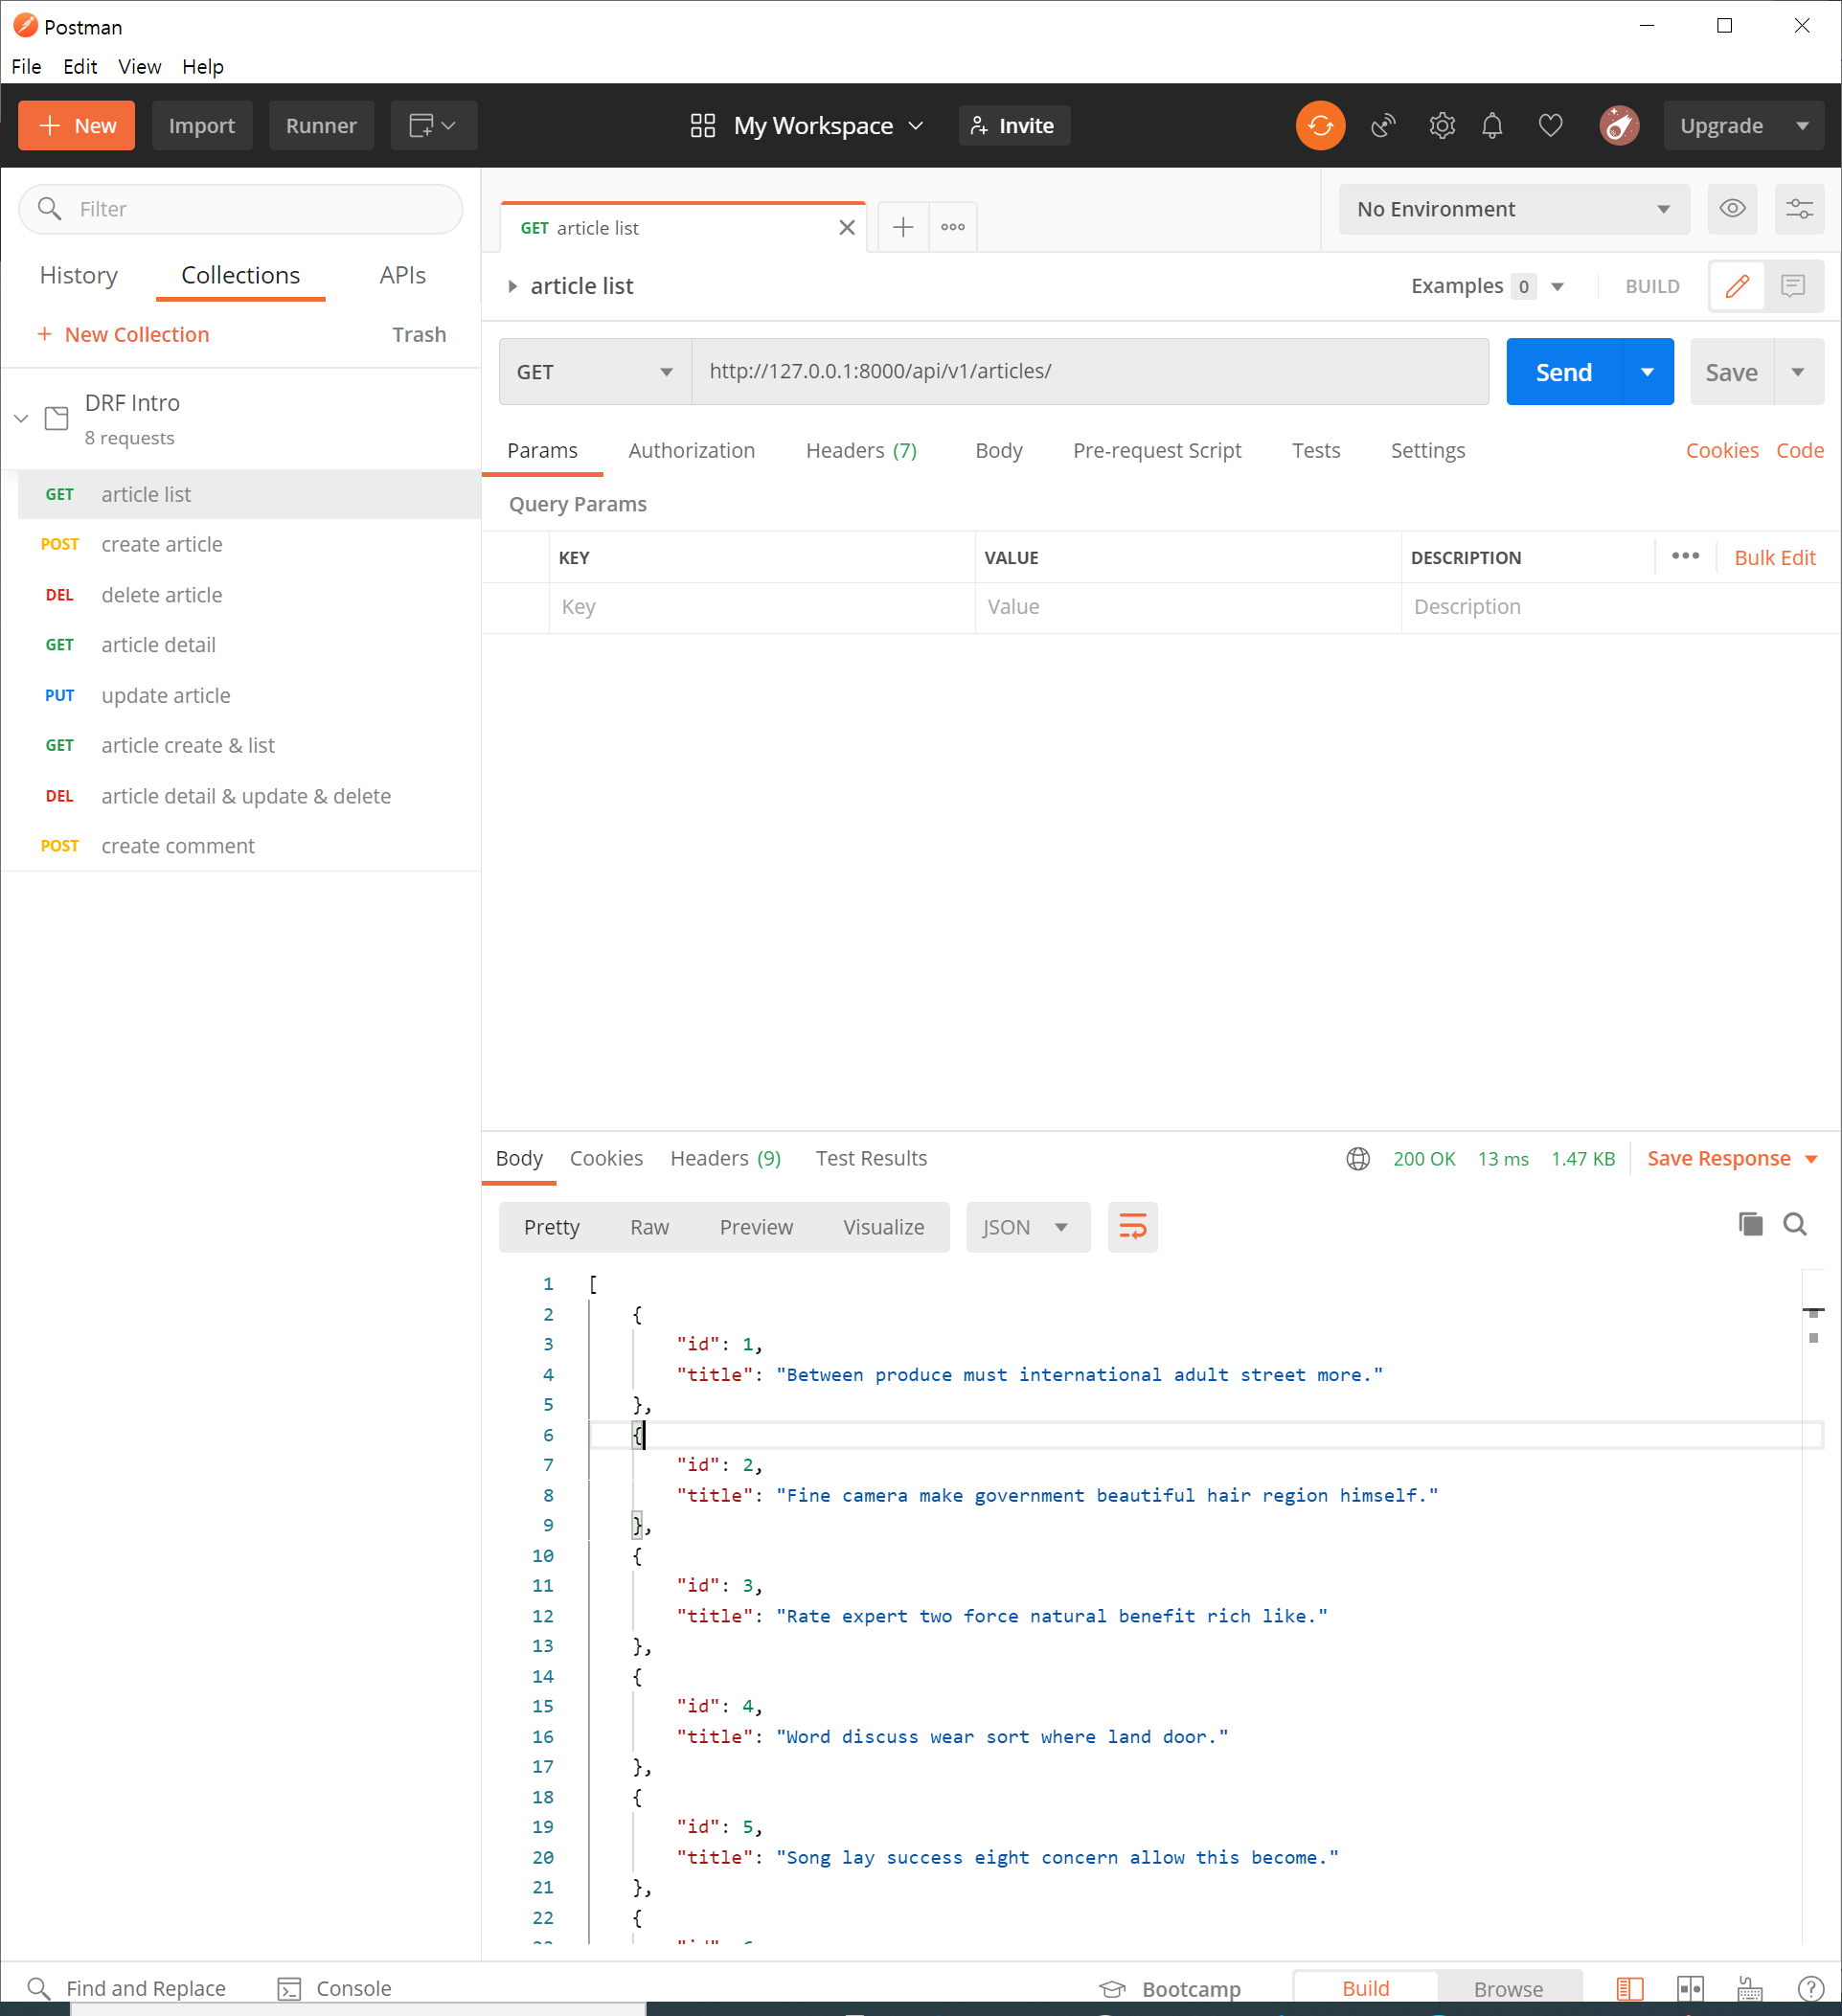 Postman
File Edit View Help
New Import Runner My Workspace Invite Upgrade
Filter
History Collections APIs
New Collection Trash
DRF Intro
8 requests
GET article list
POST create article
DEL delete article
GET article detail
PUT update article
GET article create & list
DEL article detail & update & delete
POST create comment
GET article list
No Environment
article list Examples 0 BUILD
GET http://127.0.0.1:8000/api/v1/articles/ Send Save
Params Authorization Headers (7) Body Pre-request Script Tests Settings Cookies Code
Query Params
KEY VALUE DESCRIPTION Bulk Edit
Key Value Description
Body Cookies Headers (9) Test Results 200 OK 13 ms 1.47 KB Save Response
Pretty Raw Preview Visualize JSON
1 [
2 {
3 "id": 1,
4 "title": "Between produce must international adult street more."
5 },
6 {
7 "id": 2,
8 "title": "Fine camera make government beautiful hair region himself."
9 },
10 {
11 "id": 3,
12 "title": "Rate expert two force natural benefit rich like."
13 },
14 {
15 "id": 4,
16 "title": "Word discuss wear sort where land door."
17 },
18 {
19 "id": 5,
20 "title": "Song lay success eight concern allow this become."
21 },
22 {
Find and Replace Console Bootcamp Build Browse